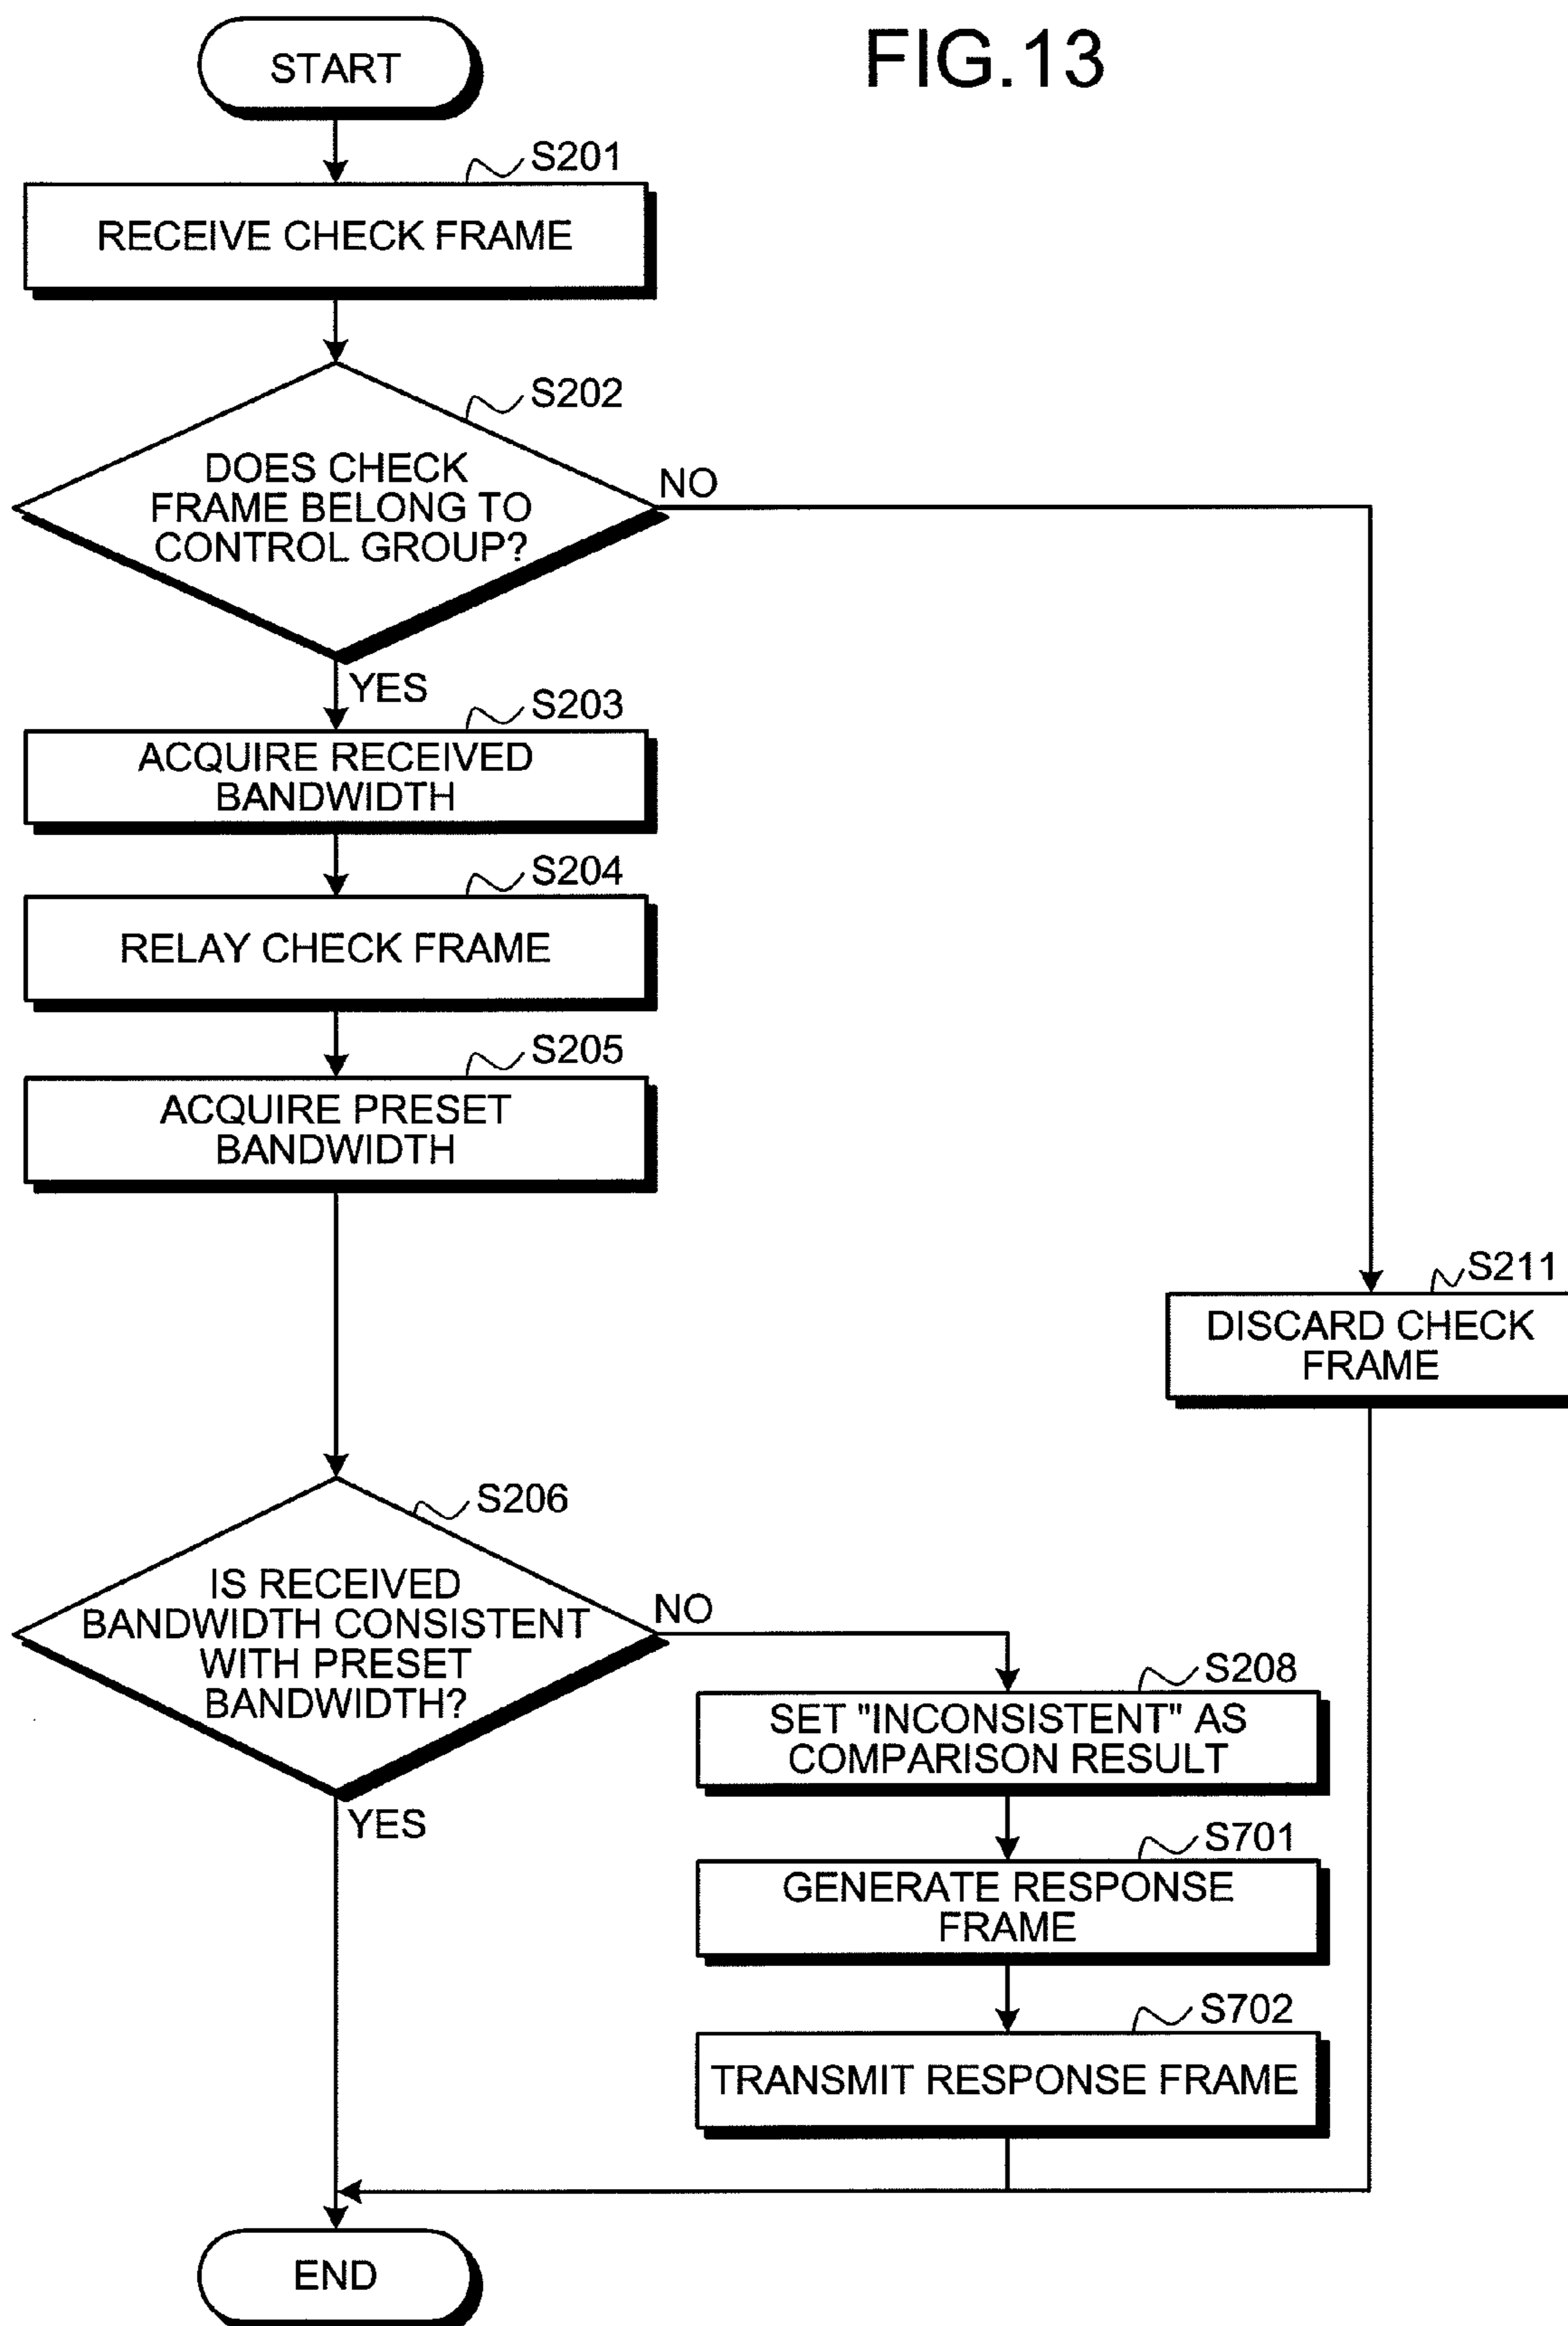 FIG.13
START
S201
RECEIVE CHECK FRAME
S202
DOES CHECK
FRAME BELONG TO
CONTROL GROUP?
NO
YES
S203
ACQUIRE RECEIVED
BANDWIDTH
S204
RELAY CHECK FRAME
S205
ACQUIRE PRESET
BANDWIDTH
S211
DISCARD CHECK
FRAME
S206
IS RECEIVED
BANDWIDTH CONSISTENT
WITH PRESET
BANDWIDTH?
NO
YES
S208
SET "INCONSISTENT" AS
COMPARISON RESULT
S701
GENERATE RESPONSE
FRAME
S702
TRANSMIT RESPONSE FRAME
END